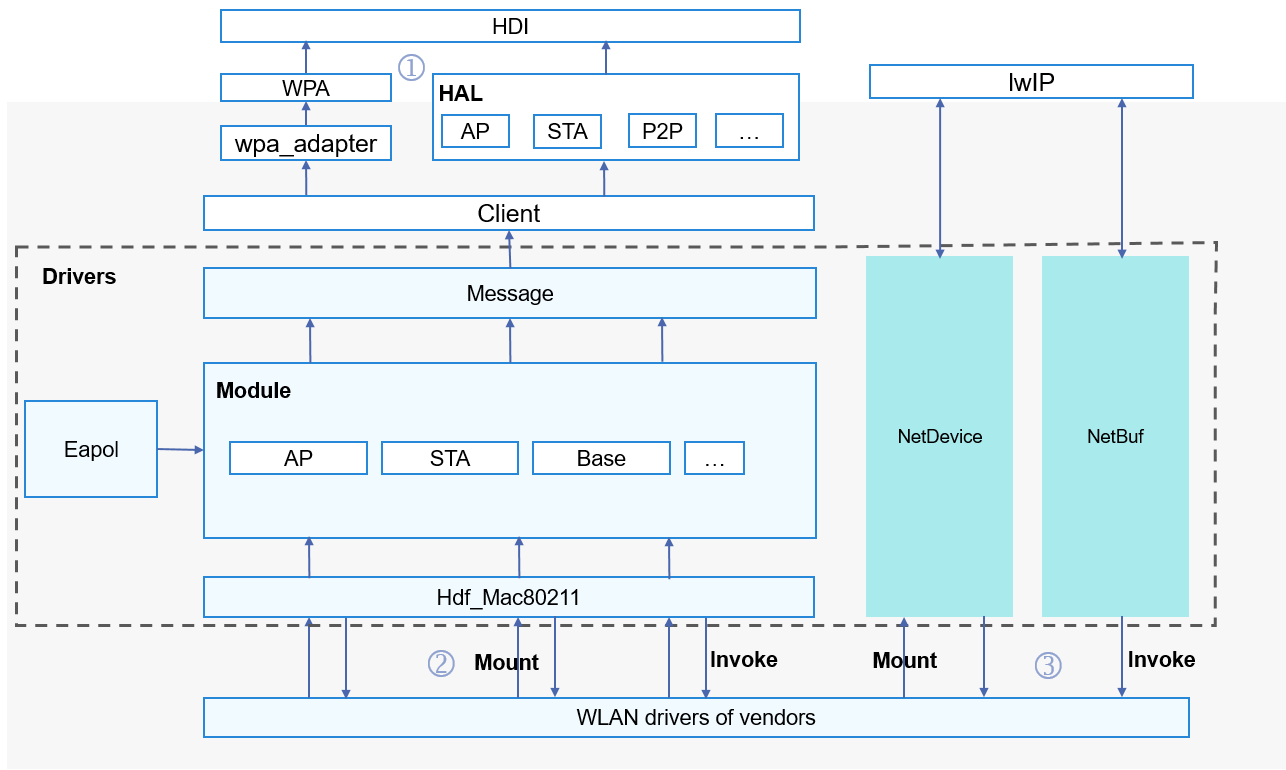 HDI
①
WPA
HAL
lwIP
AP
STA
P2P
...
wpa_adapter
Client
Drivers
Message
Module
Eapol
AP
STA
Base
...
NetDevice
NetBuf
Hdf_Mac80211
②
Mount
Invoke
Mount
③
Invoke
WLAN drivers of vendors